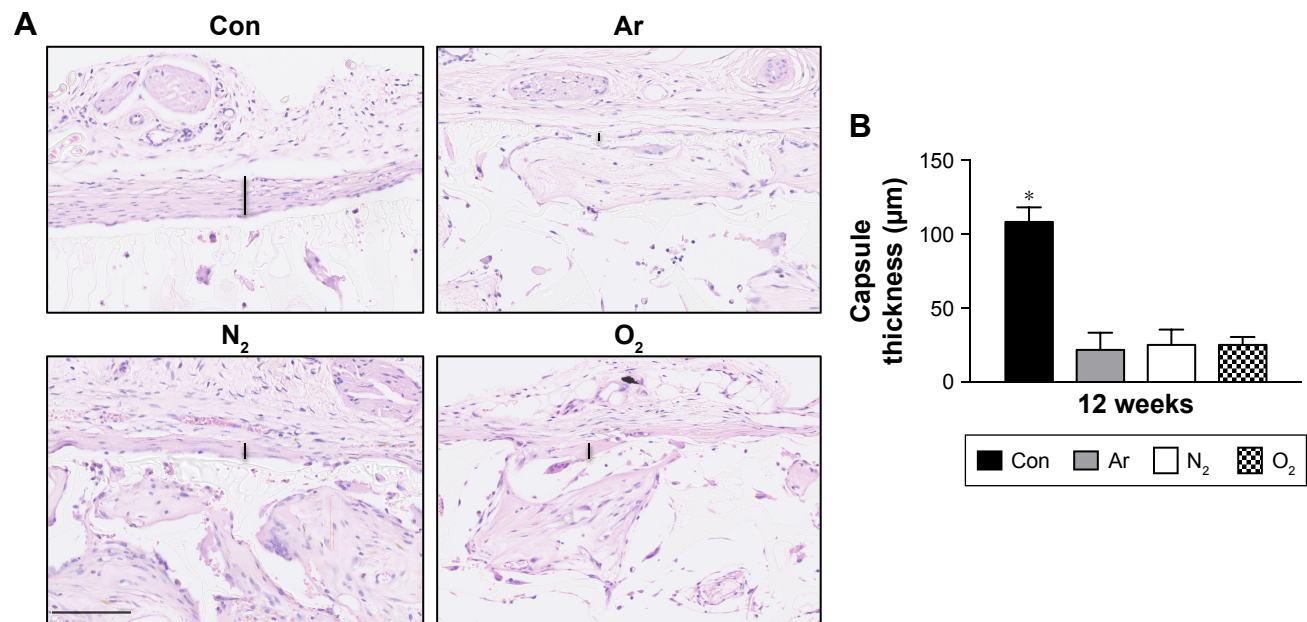 A
Con
Ar
N₂
O₂
B
Capsule
thickness (µm)
150
100
50
0
*
12 weeks
Con
Ar
N₂
O₂